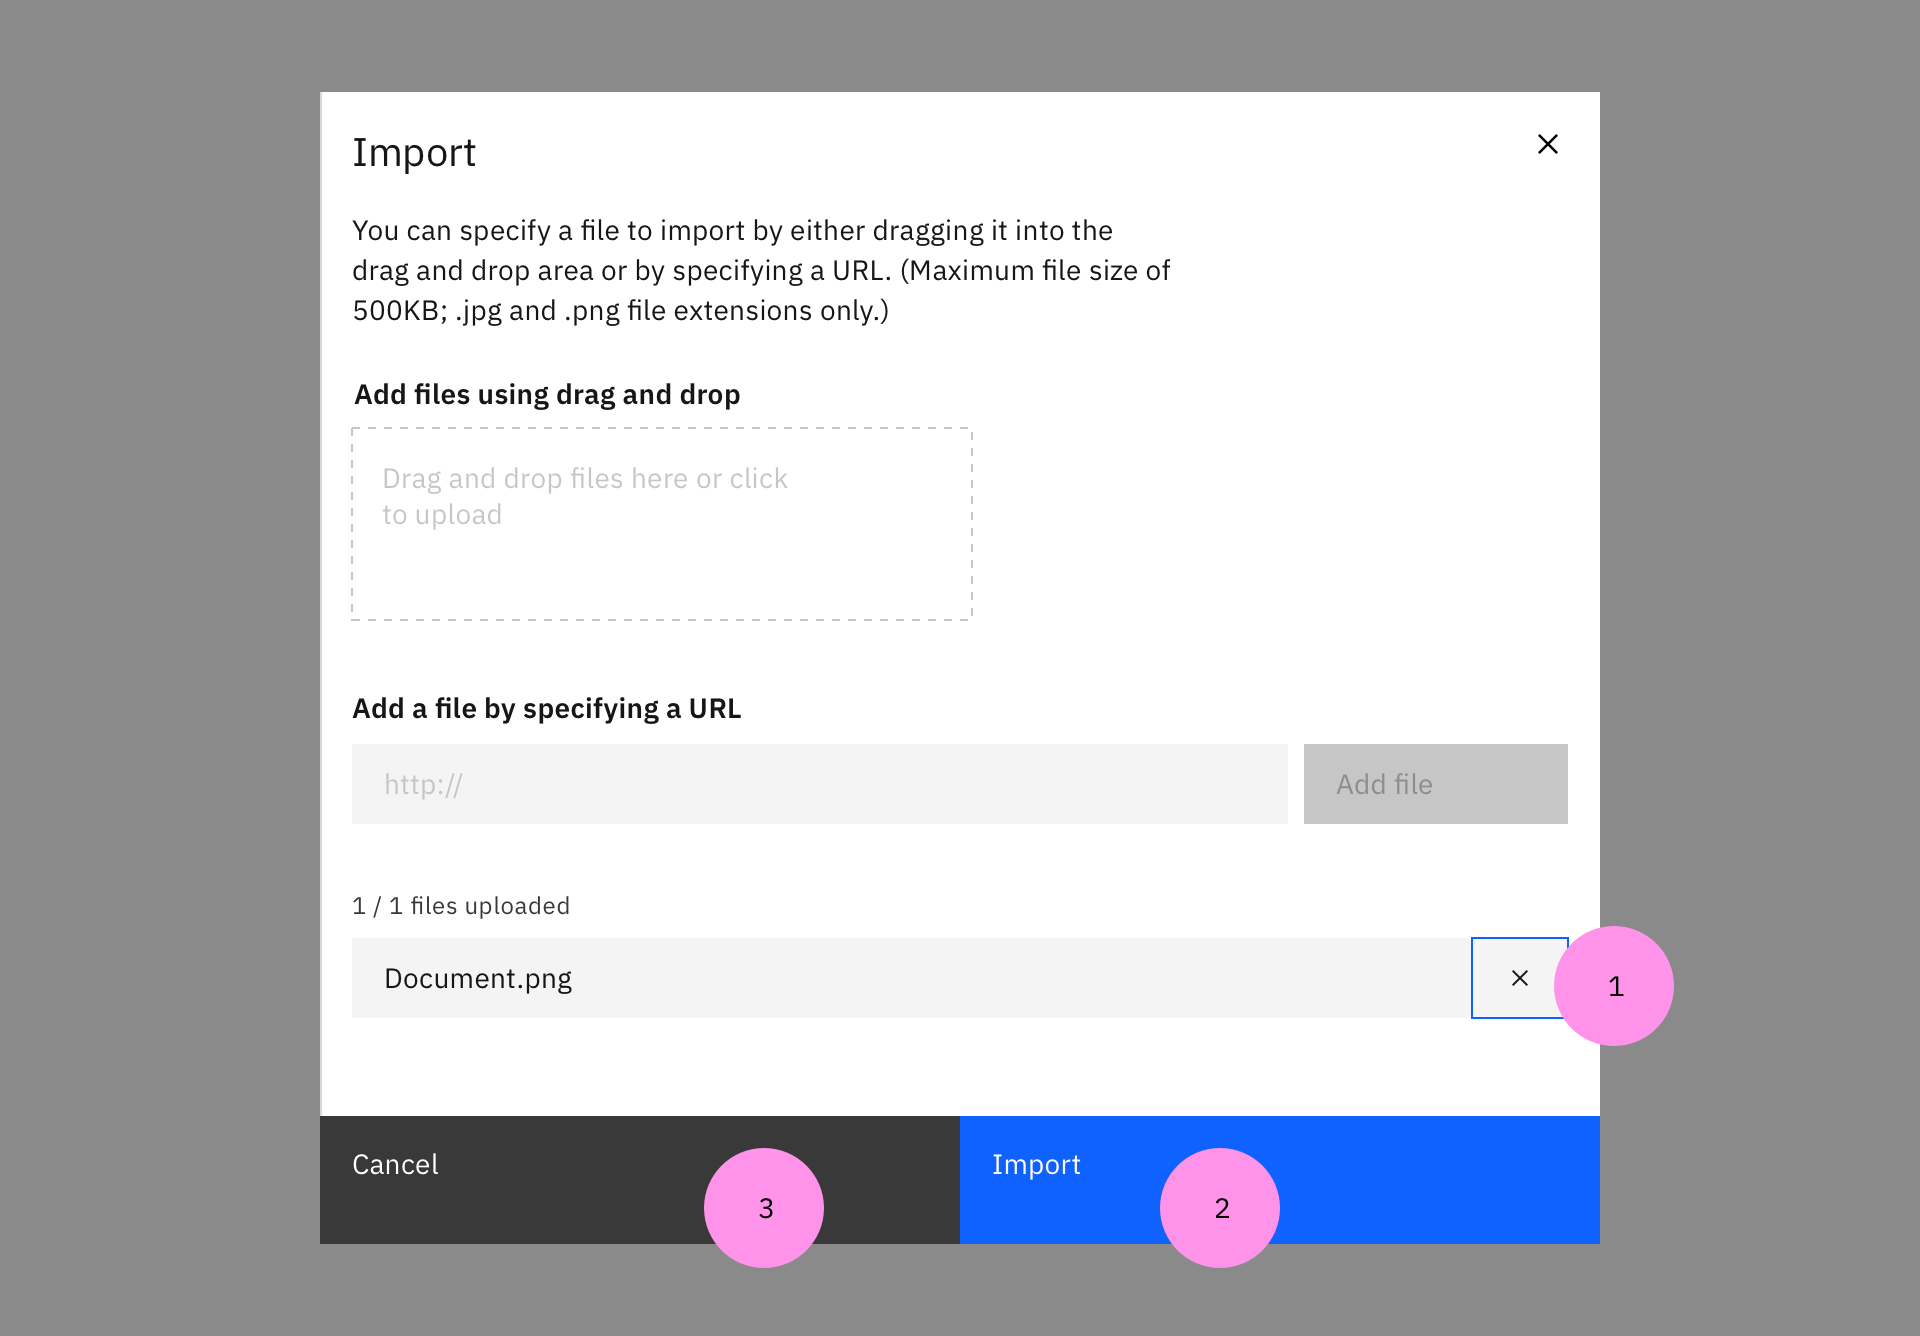 Import
You can specify a file to import by either dragging it into the
drag and drop area or by specifying a URL. (Maximum file size of
500KB; .jpg and .png file extensions only.)
Add files using drag and drop
Drag and drop files here or click
to upload
Add a file by specifying a URL
http://
Add file
1 / 1 files uploaded
Document.png
1
Cancel
3
Import
2